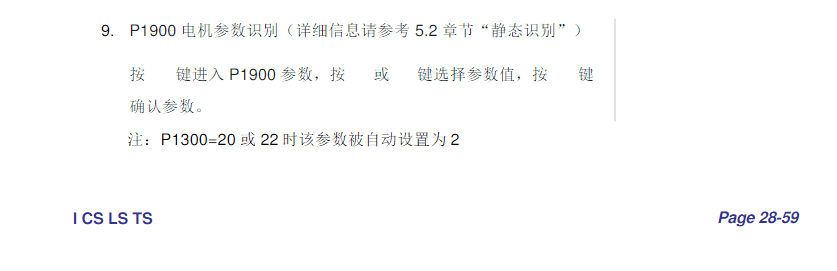 9. P1900 电机参数识别（详细信息请参考 5.2 章节“静态识别”）
按 键进入 P1900 参数，按 或 键选择参数值，按 键
确认参数。
注：P1300=20 或 22 时该参数被自动设置为 2
I CS LS TS
Page 28-59